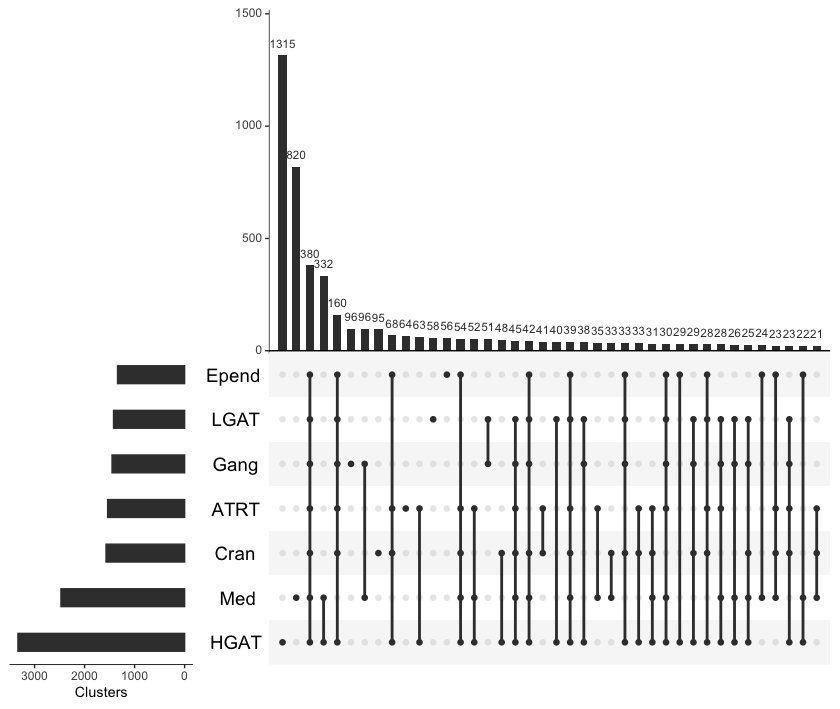 1500
1315
1000
820
500
380
332
160
96 96 95 68 64 63 58 56 54 52 51 48 45 42 41 40 39 38 35 33 33 33 31 30 29 29 28 28 26 25 24 23 23 22 21
0
Epend
LGAT
Gang
ATRT
Cran
Med
HGAT
3000 2000 1000 0
Clusters